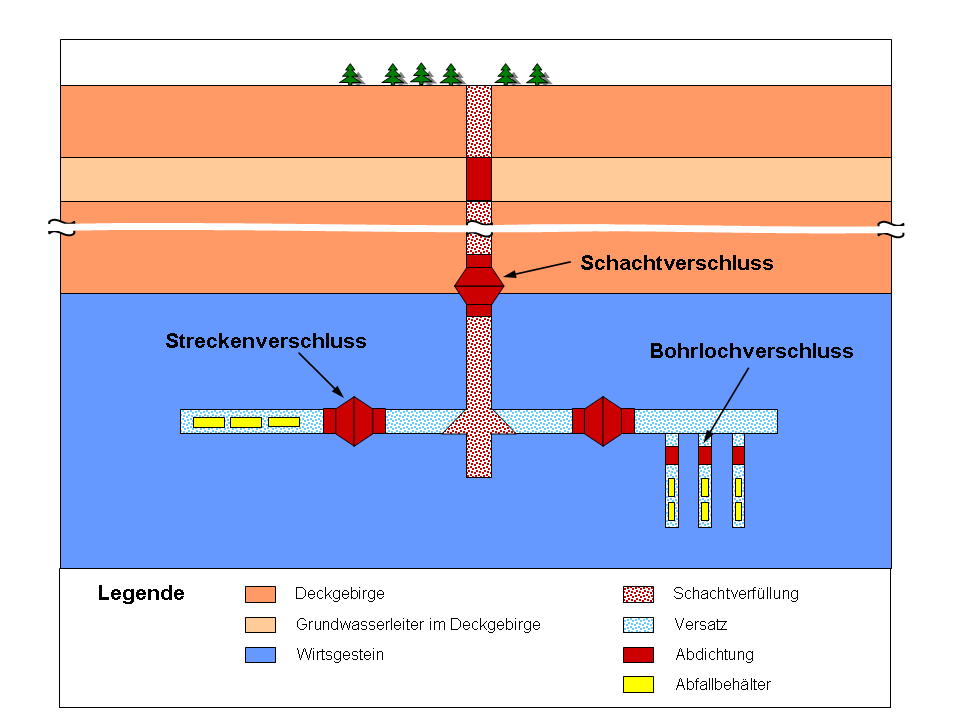 Schachtverschluss
Streckenverschluss
Bohrlochverschluss
Legende
Deckgebirge
Grundwasserleiter im Deckgebirge
Wirtsgestein
Schachtverfüllung
Versatz
Abdichtung
Abfallbehälter